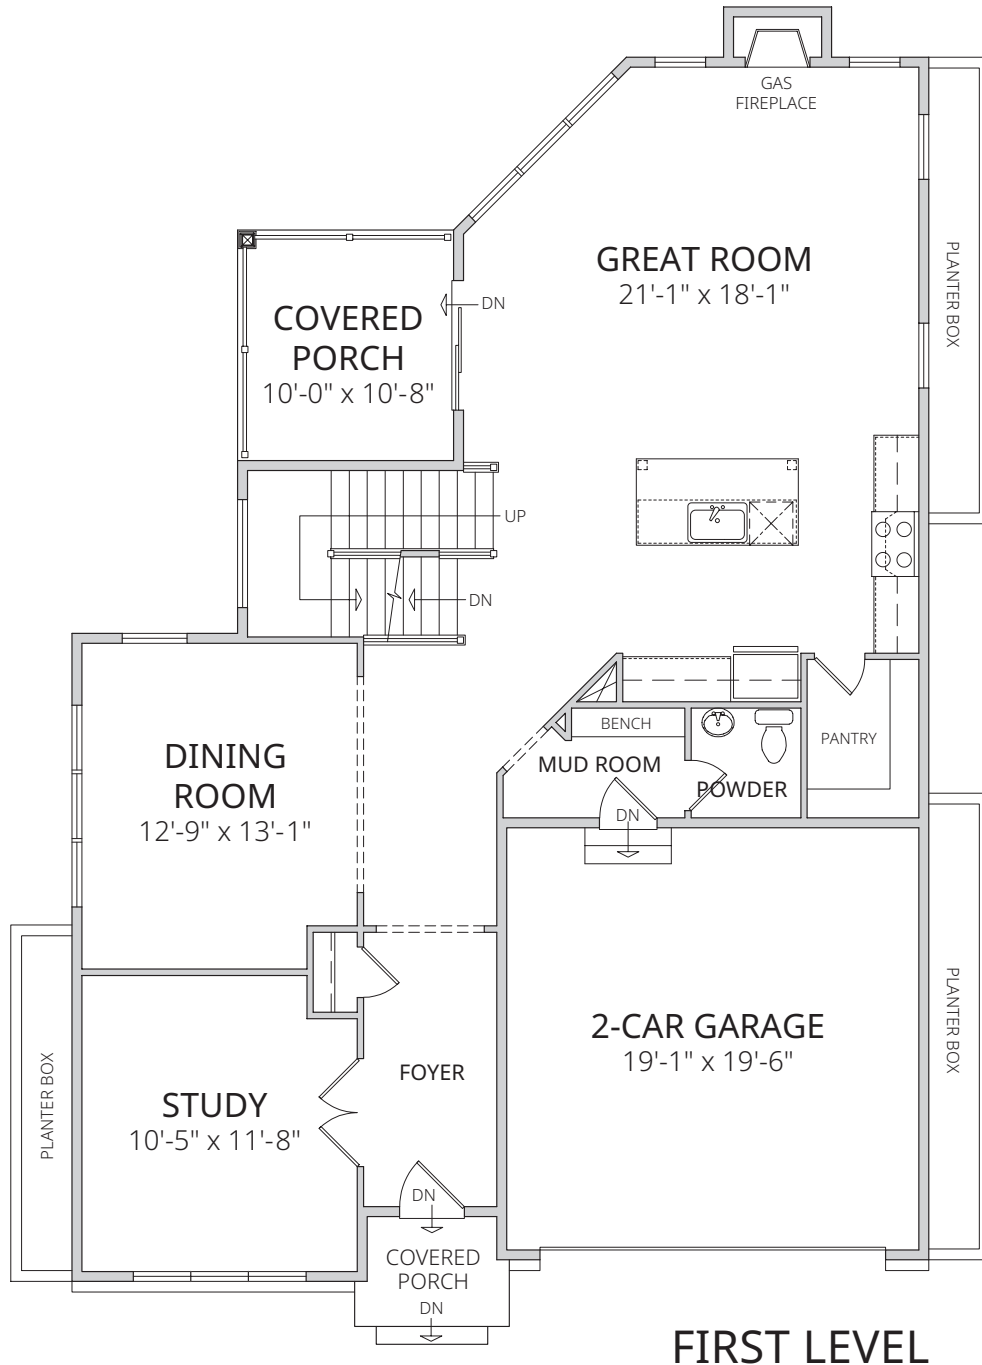 GAS
FIREPLACE
GREAT ROOM
21'-1" x 18'-1"
PLANTER BOX
DN
COVERED
PORCH
10'-0" x 10'-8"
UP
DN
BENCH
MUD ROOM
POWDER
PANTRY
DN
DINING
ROOM
12'-9" x 13'-1"
2-CAR GARAGE
19'-1" x 19'-6"
PLANTER BOX
FOYER
STUDY
10'-5" x 11'-8"
PLANTER BOX
DN
COVERED
PORCH
DN
FIRST LEVEL